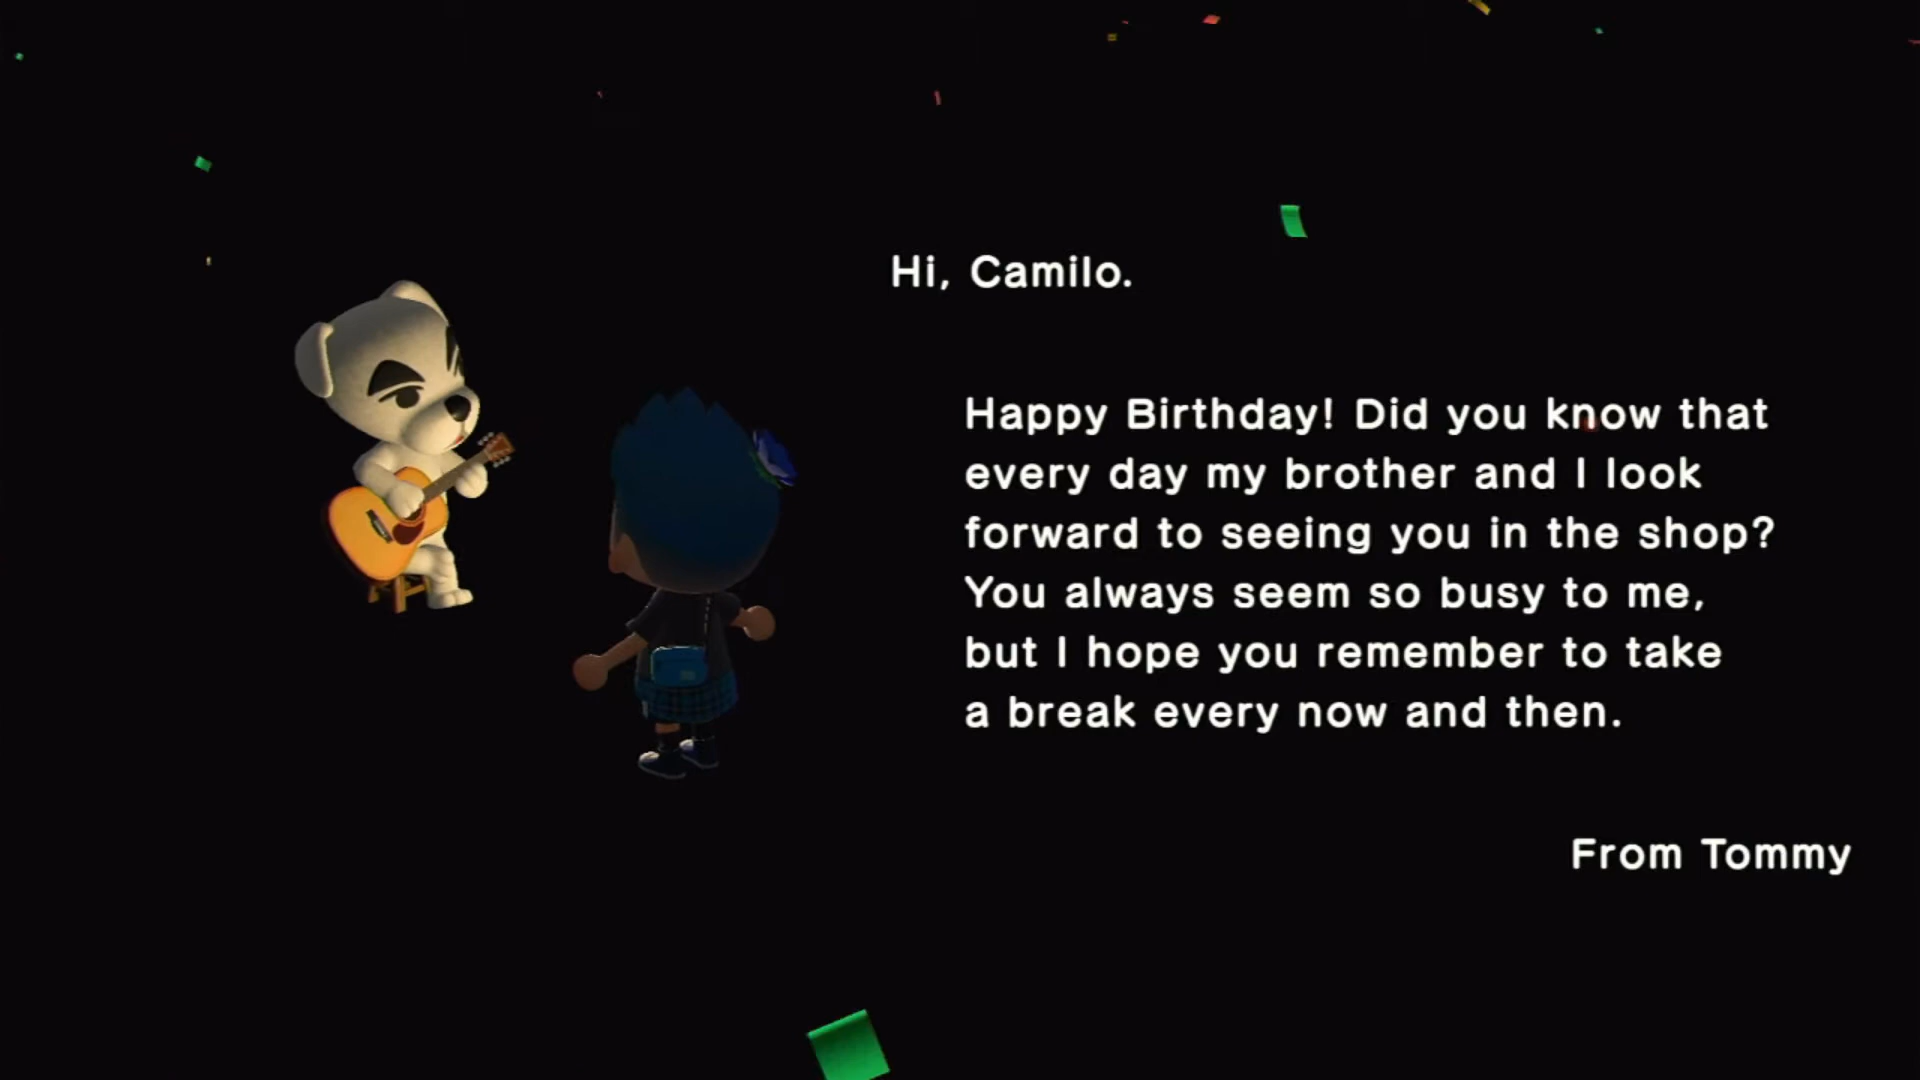 Hi, Camilo.
Happy Birthday! Did you know that
every day my brother and I look
forward to seeing you in the shop?
You always seem so busy to me,
but I hope you remember to take
a break every now and then.
From Tommy